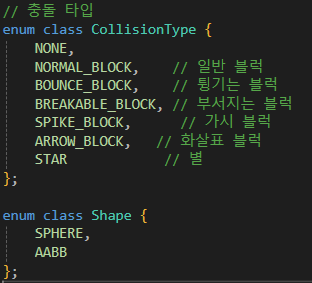 // 충돌 타입
enum class CollisionType {
NONE,
NORMAL_BLOCK, // 일반 블럭
BOUNCE_BLOCK, // 튕기는 블럭
BREAKABLE_BLOCK, // 부서지는 블럭
SPIKE_BLOCK, // 가시 블럭
ARROW_BLOCK, // 화살표 블럭
STAR // 별
};
enum class Shape {
SPHERE,
AABB
};